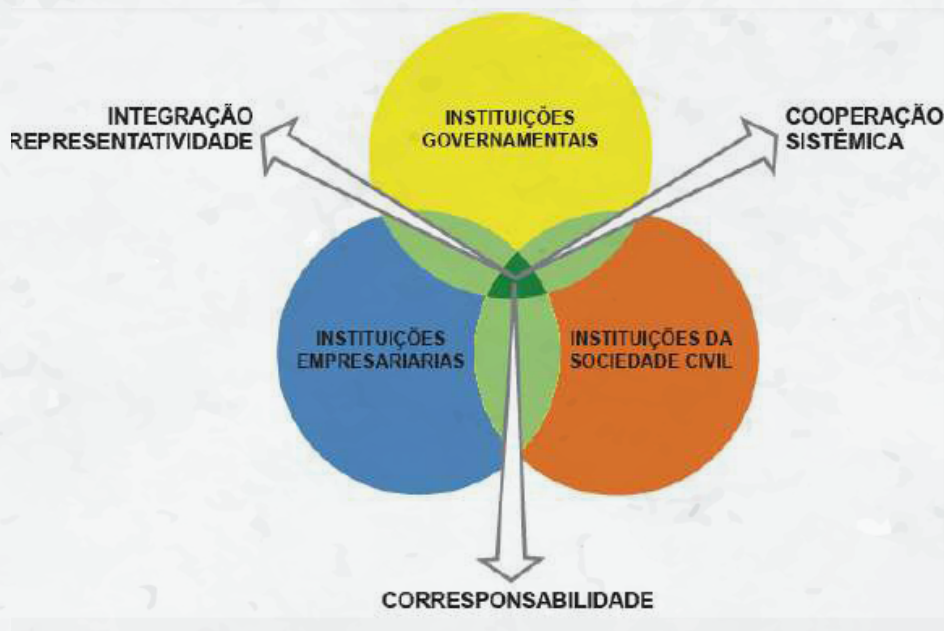 INTEGRAÇÃO
REPRESENTATIVIDADE
INSTITUIÇÕES
GOVERNAMENTAIS
COOPERAÇÃO
SISTÊMICA
INSTITUIÇÕES
EMPRESARIARIAS
INSTITUIÇÕES DA
SOCIEDADE CIVIL
CORRESPONSABILIDADE